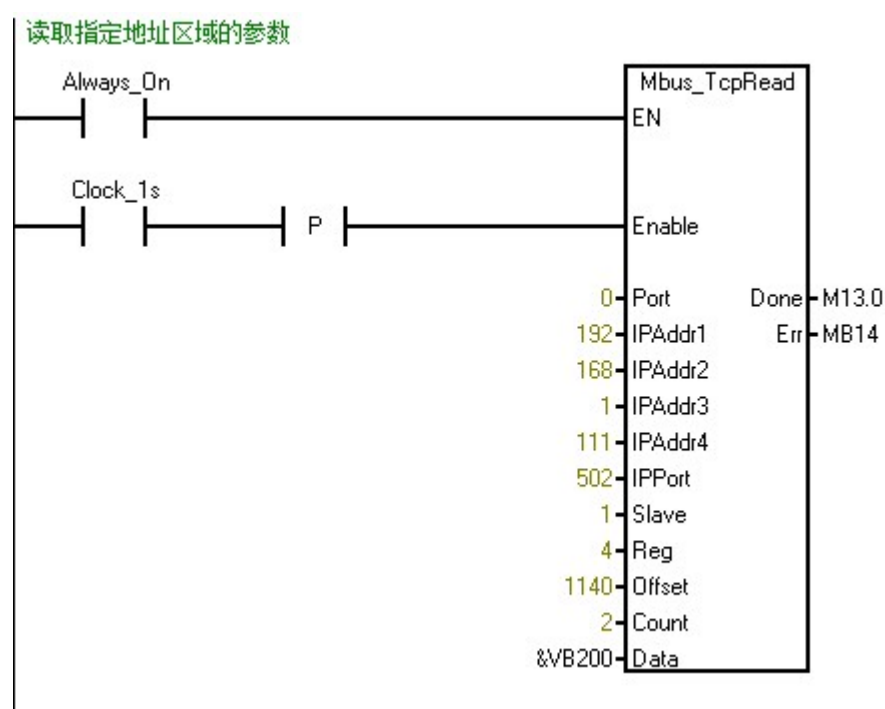 读取指定地址区域的参数
Always_On
Mbus_TcpRead
EN
Clock_1s
P
Enable
0 Port Done M13.0
192 IPAddr1 Err MB14
168 IPAddr2
1 IPAddr3
111 IPAddr4
502 IPPort
1 Slave
4 Reg
1140 Offset
2 Count
&VB200 Data